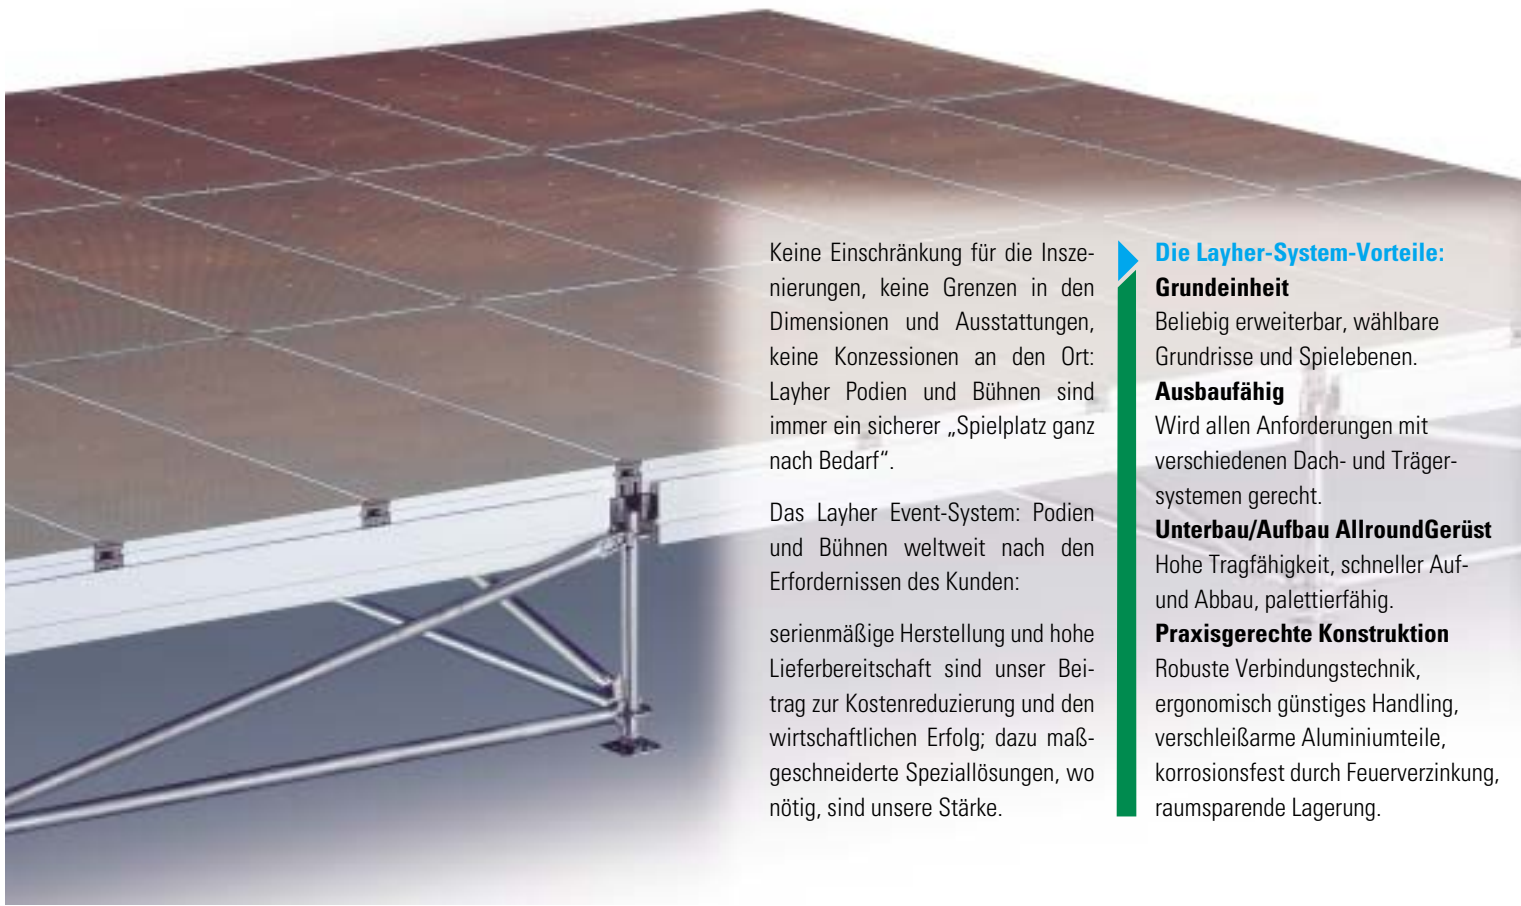 Keine Einschränkung für die Insze-
nierungen, keine Grenzen in den
Dimensionen und Ausstattungen,
keine Konzessionen an den Ort:
Layher Podien und Bühnen sind
immer ein sicherer „Spielplatz ganz
nach Bedarf“.
Das Layher Event-System: Podien
und Bühnen weltweit nach den
Erfordernissen des Kunden:
serienmäßige Herstellung und hohe
Lieferbereitschaft sind unser Bei-
trag zur Kostenreduzierung und den
wirtschaftlichen Erfolg; dazu maß-
geschneiderte Speziallösungen, wo
nötig, sind unsere Stärke.
Die Layher-System-Vorteile:
Grundeinheit
Beliebig erweiterbar, wählbare
Grundrisse und Spielebenen.
Ausbaufähig
Wird allen Anforderungen mit
verschiedenen Dach- und Träger-
systemen gerecht.
Unterbau/Aufbau AllroundGerüst
Hohe Tragfähigkeit, schneller Auf-
und Abbau, palettierfähig.
Praxisgerechte Konstruktion
Robuste Verbindungstechnik,
ergonomisch günstiges Handling,
verschleißarme Aluminiumteile,
korrosionsfest durch Feuerverzinkung,
raumsparende Lagerung.